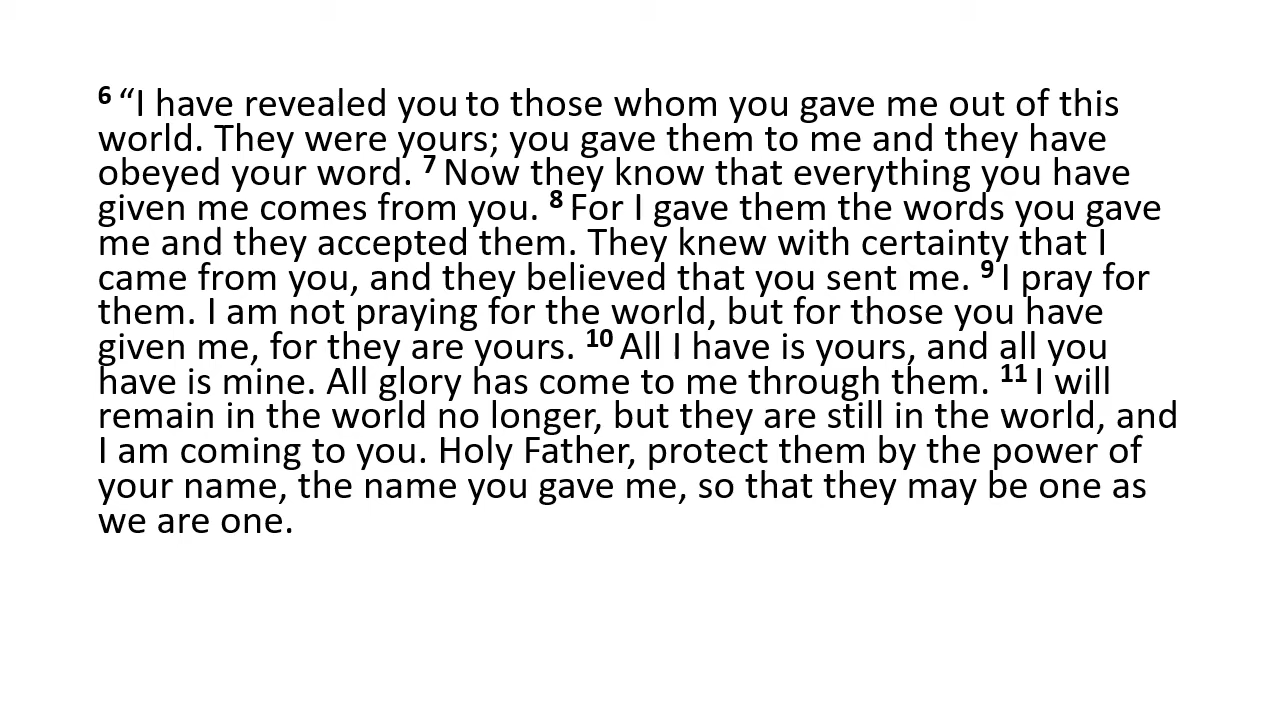 6 “I have revealed you to those whom you gave me out of this
world. They were yours; you gave them to me and they have
obeyed your word. 7 Now they know that everything you have
given me comes from you. 8 For I gave them the words you gave
me and they accepted them. They knew with certainty that I
came from you, and they believed that you sent me. 9 I pray for
them. I am not praying for the world, but for those you have
given me, for they are yours. 10 All I have is yours, and all you
have is mine. All glory has come to me through them. 11 I will
remain in the world no longer, but they are still in the world, and
I am coming to you. Holy Father, protect them by the power of
your name, the name you gave me, so that they may be one as
we are one.